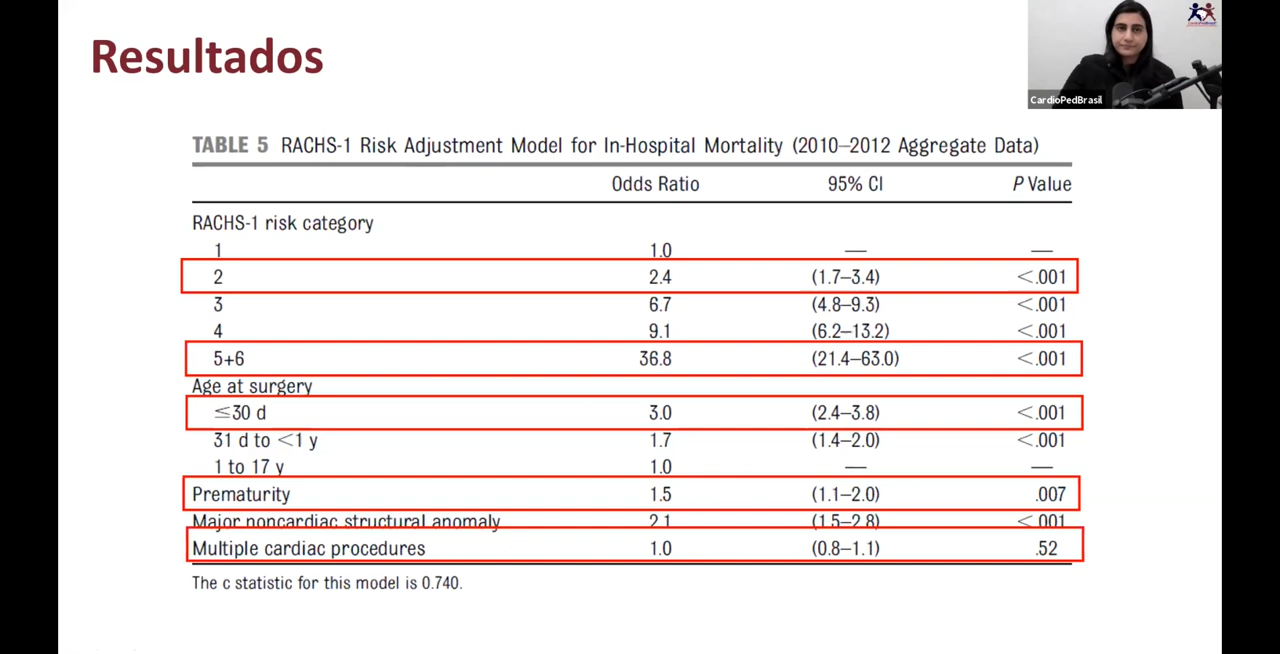 Resultados
CardioPedBrasil
TABLE 5 RACHS-1 Risk Adjustment Model for In-Hospital Mortality (2010–2012 Aggregate Data)
Odds Ratio 95% CI P Value
RACHS-1 risk category
1 1.0 — —
2 2.4 (1.7–3.4) <.001
3 6.7 (4.8–9.3) <.001
4 9.1 (6.2–13.2) <.001
5+6 36.8 (21.4–63.0) <.001
Age at surgery
≤30 d 3.0 (2.4–3.8) <.001
31 d to <1 y 1.7 (1.4–2.0) <.001
1 to 17 y 1.0 — —
Prematurity 1.5 (1.1–2.0) .007
Major noncardiac structural anomaly 2.1 (1.5–2.8) <.001
Multiple cardiac procedures 1.0 (0.8–1.1) .52
The c statistic for this model is 0.740.